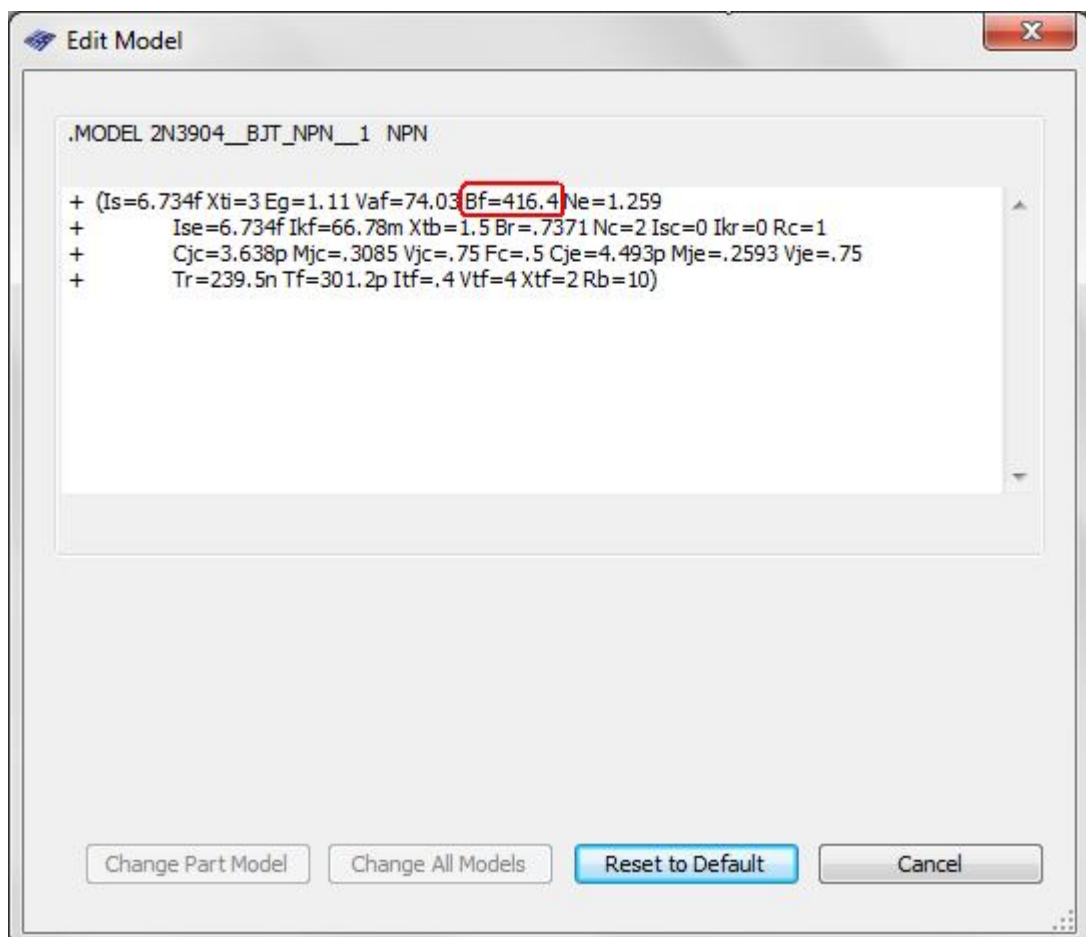 Edit Model
.MODEL 2N3904__BJT_NPN__1 NPN
+ (Is=6.734f Xti=3 Eg=1.11 Vaf=74.03 Bf=416.4 Ne=1.259
+ Ise=6.734f Ikf=66.78m Xtb=1.5 Br=.7371 Nc=2 Isc=0 Ikr=0 Rc=1
+ Cjc=3.638p Mjc=.3085 Vjc=.75 Fc=.5 Cje=4.493p Mje=.2593 Vje=.75
+ Tr=239.5n Tf=301.2p Itf=.4 Vtf=4 Xtf=2 Rb=10)
Change Part Model Change All Models Reset to Default Cancel